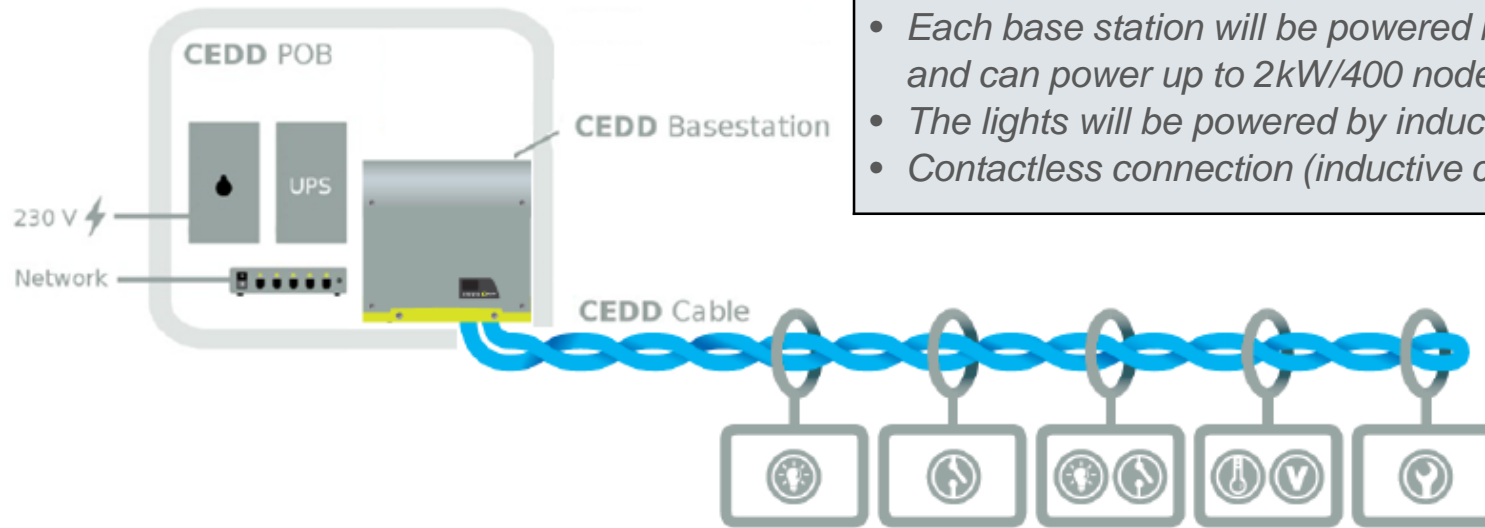 • Each base station will be powered
and can power up to 2kW/400 node
• The lights will be powered by induc
• Contactless connection (inductive
CEDD POB
CEDD Basestation
UPS
230 V
Network
CEDD Cable
V